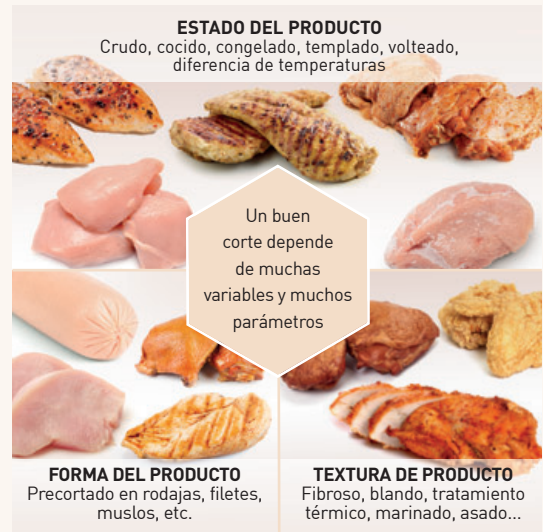 ESTADO DEL PRODUCTO
Crudo, cocido, congelado, templado, volteado,
diferencia de temperaturas
Un buen
corte depende
de muchas
variables y muchos
parámetros
FORMA DEL PRODUCTO
Precortado en rodajas, filetes,
muslos, etc.
TEXTURA DE PRODUCTO
Fibroso, blando, tratamiento
térmico, marinado, asado...